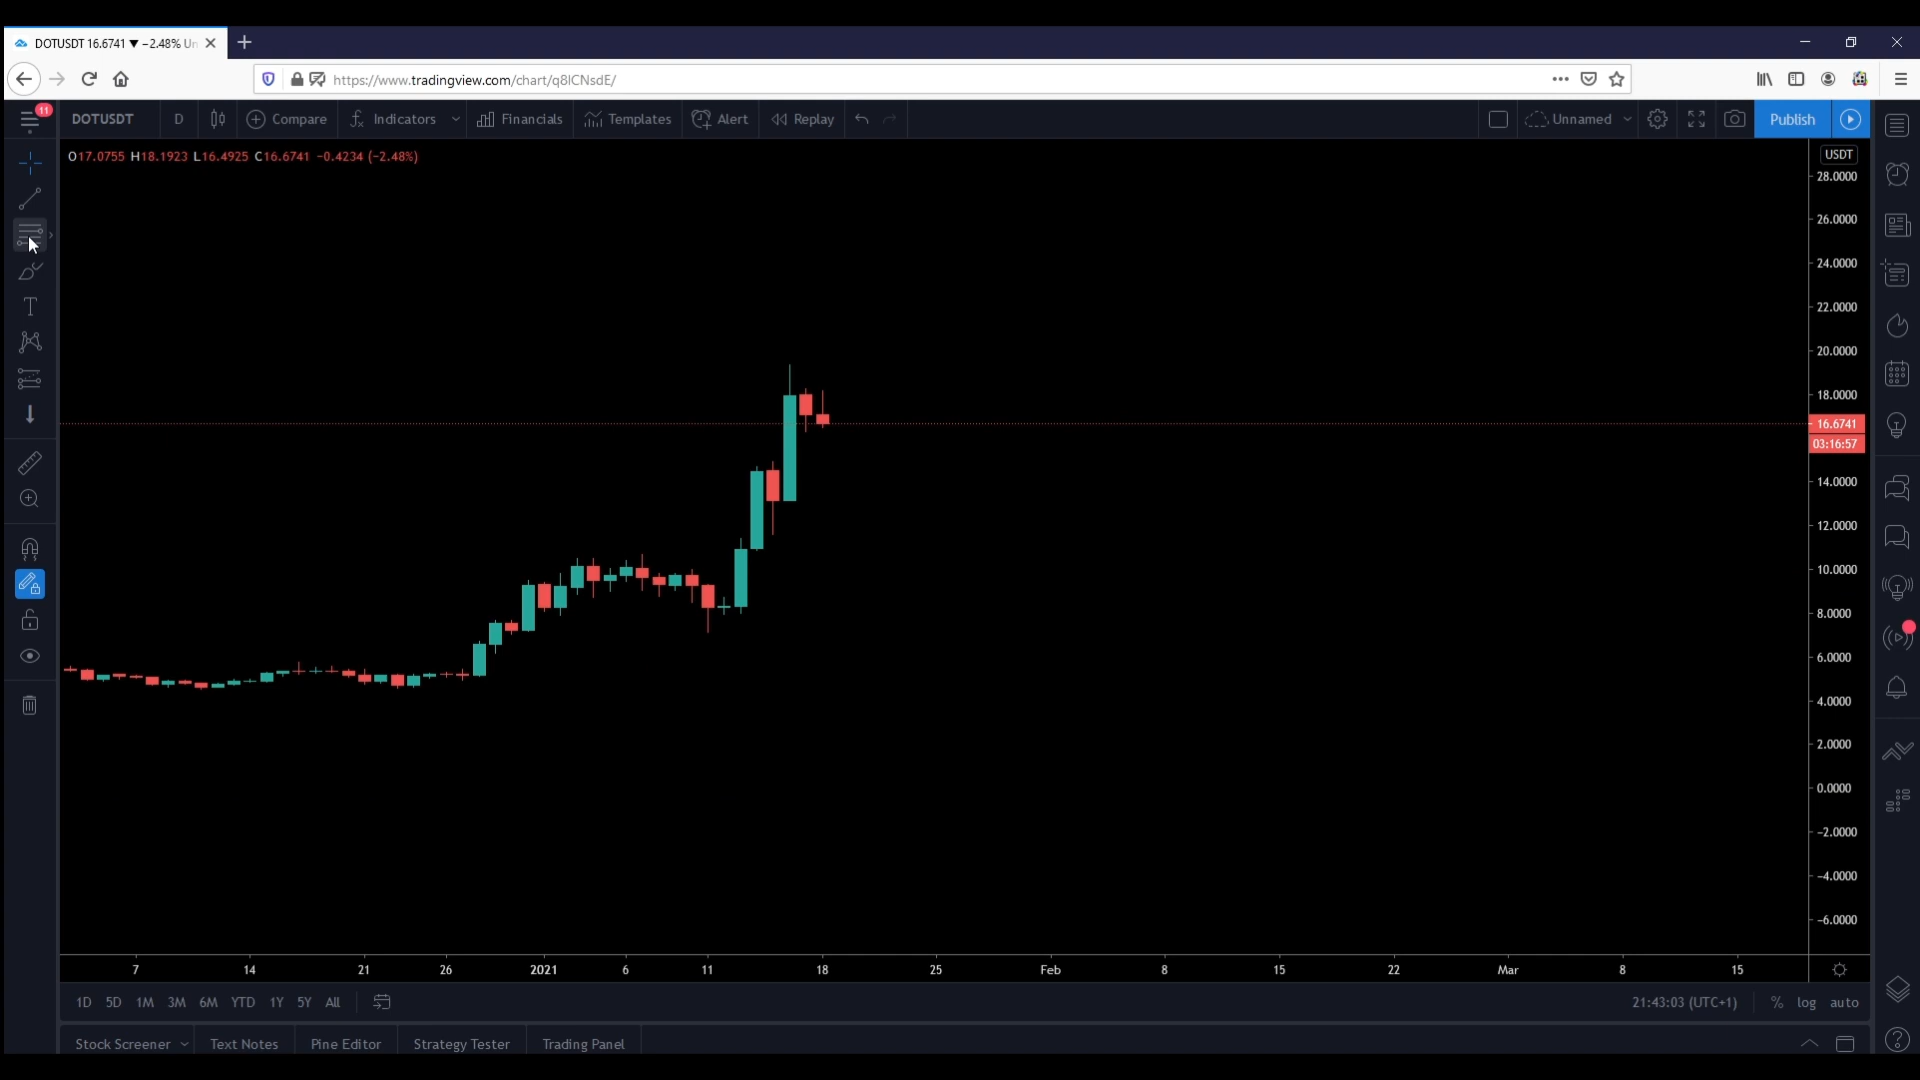 DOTUSDT 16.6741 ▼ −2.48% Un
https://www.tradingview.com/chart/q8ICNsdE/
11
DOTUSDT D Compare Indicators Financials Templates Alert Replay Unnamed Publish
O17.0755 H18.1923 L16.4925 C16.6741 −0.4234 (−2.48%)
USDT
28.0000
26.0000
24.0000
22.0000
20.0000
18.0000
16.6741
03:16:57
14.0000
12.0000
10.0000
8.0000
6.0000
4.0000
2.0000
0.0000
−2.0000
−4.0000
−6.0000
7 14 21 26 2021 6 11 18 25 Feb 8 15 22 Mar 8 15
1D 5D 1M 3M 6M YTD 1Y 5Y All 21:43:03 (UTC+1) % log auto
Stock Screener Text Notes Pine Editor Strategy Tester Trading Panel